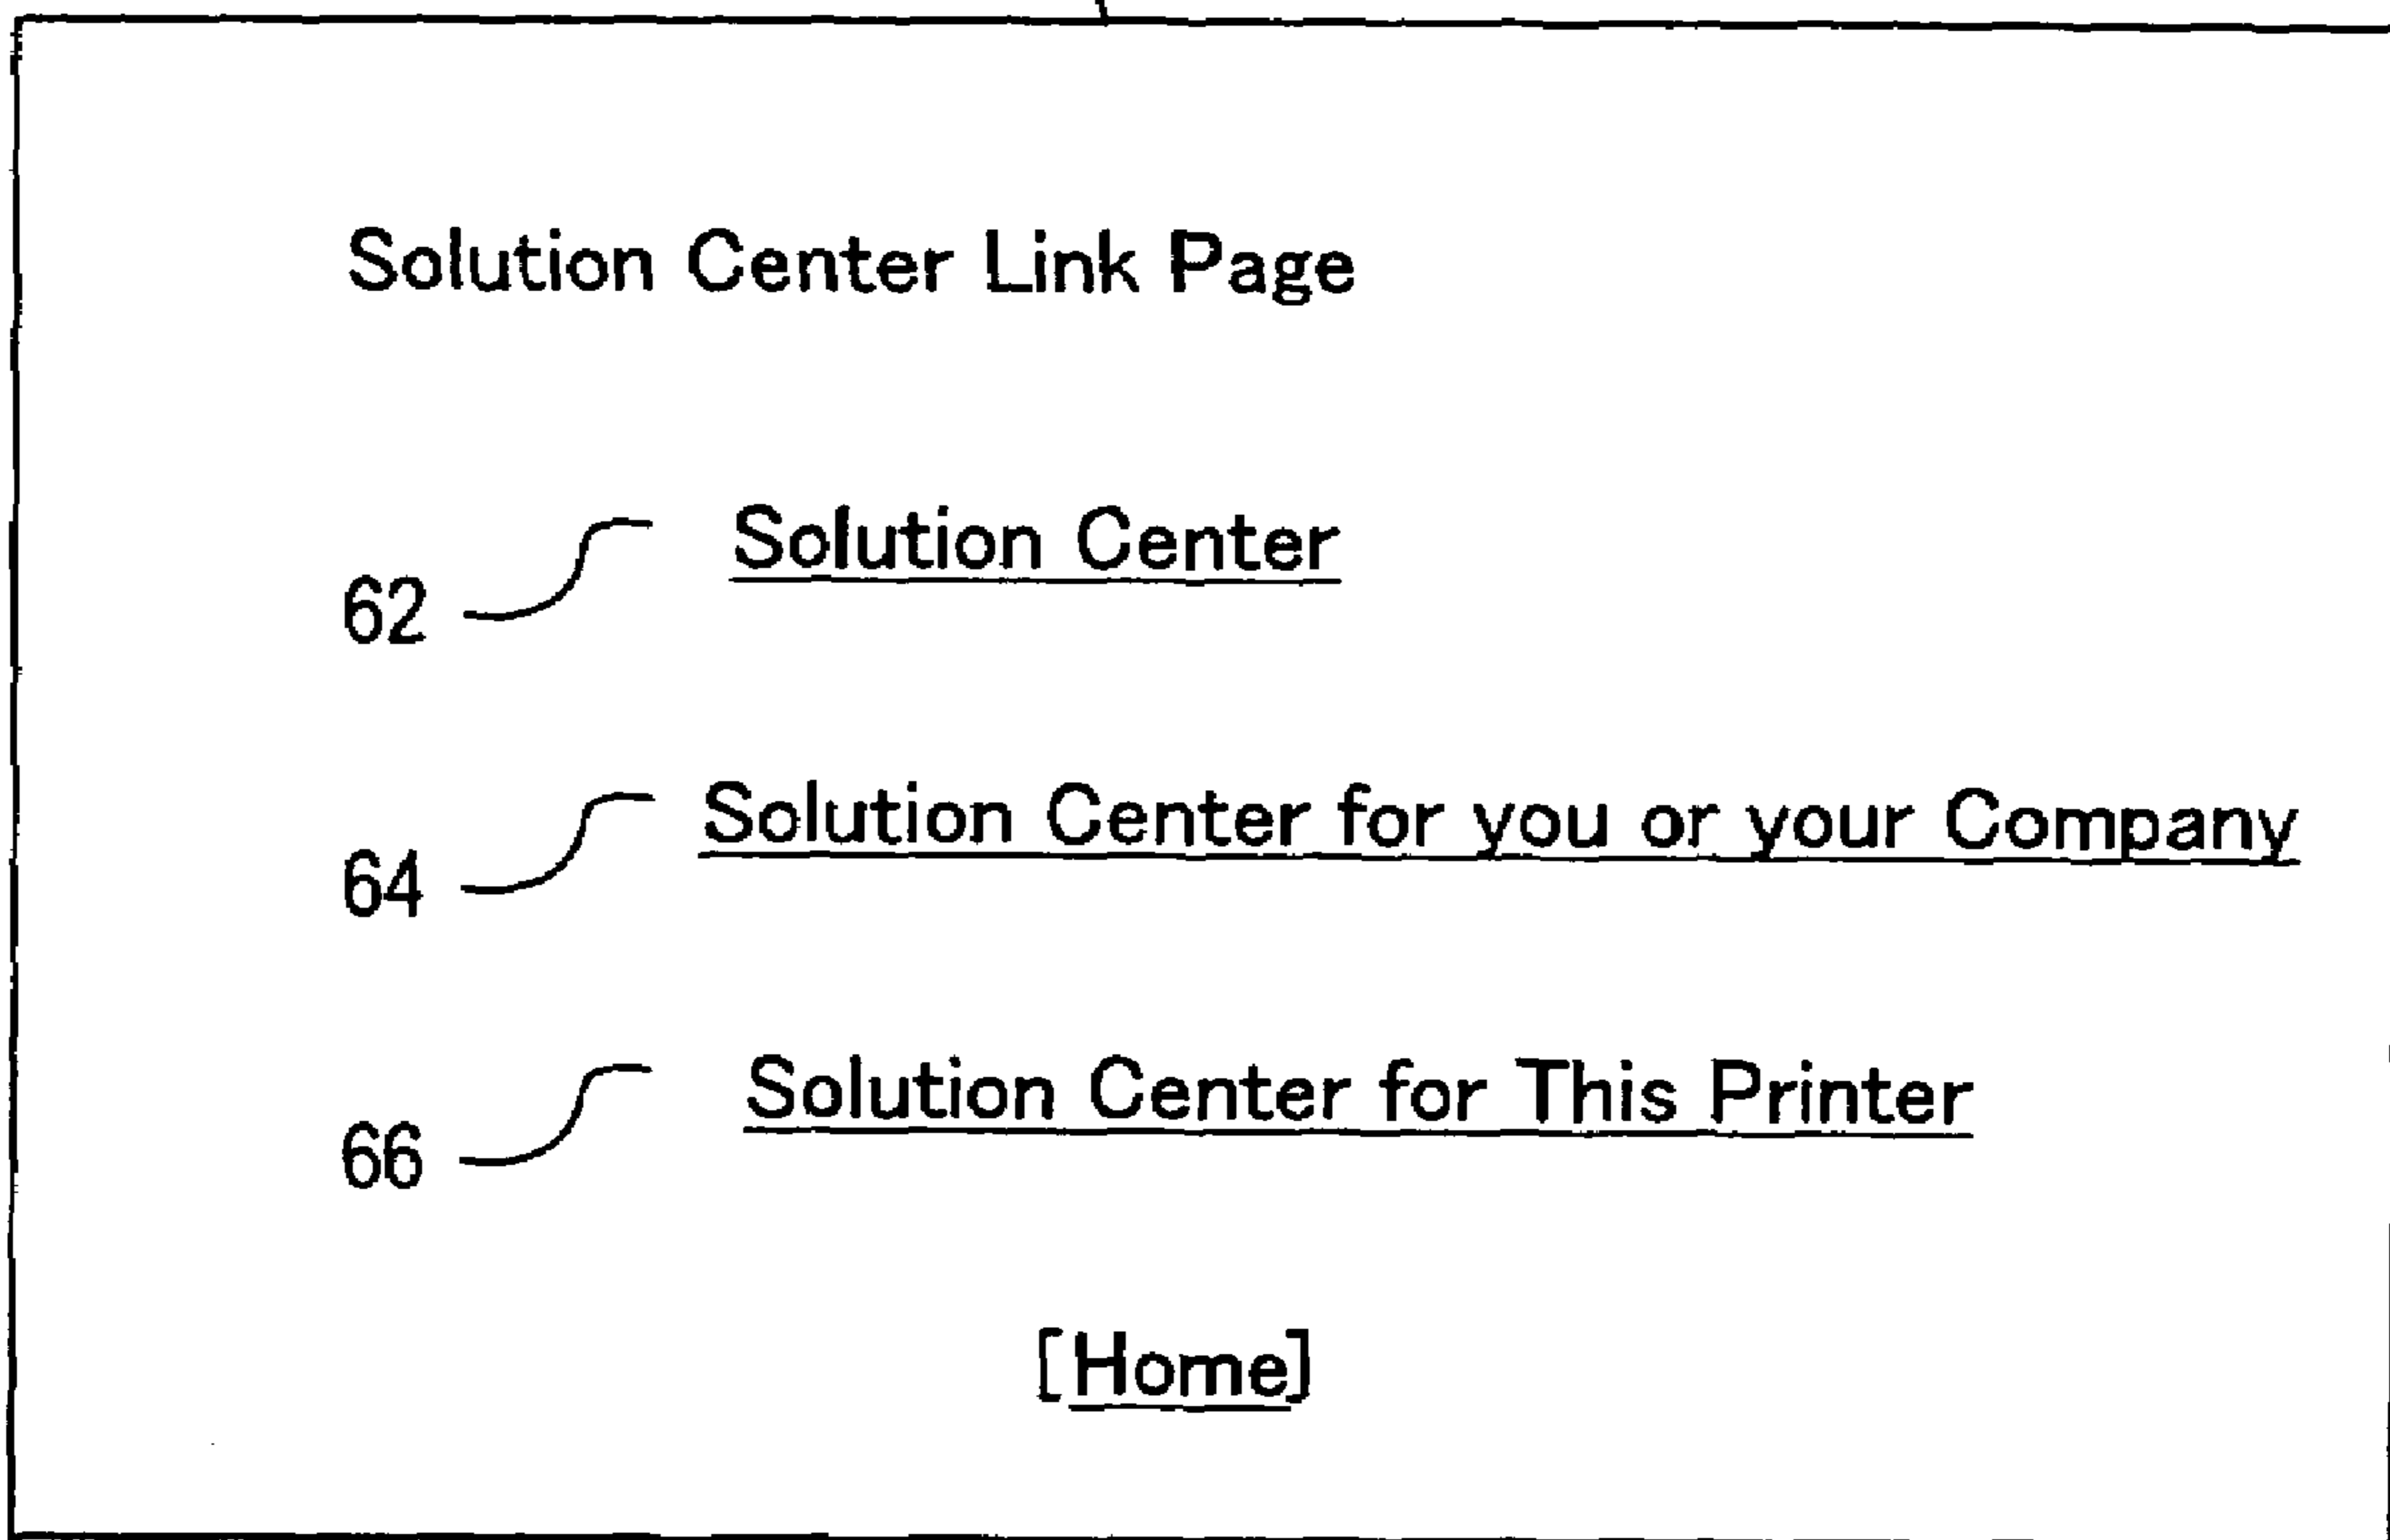 Solution Center Link Page
Solution Center
62
Solution Center for you or your Company
64
Solution Center for This Printer
66
[Home]